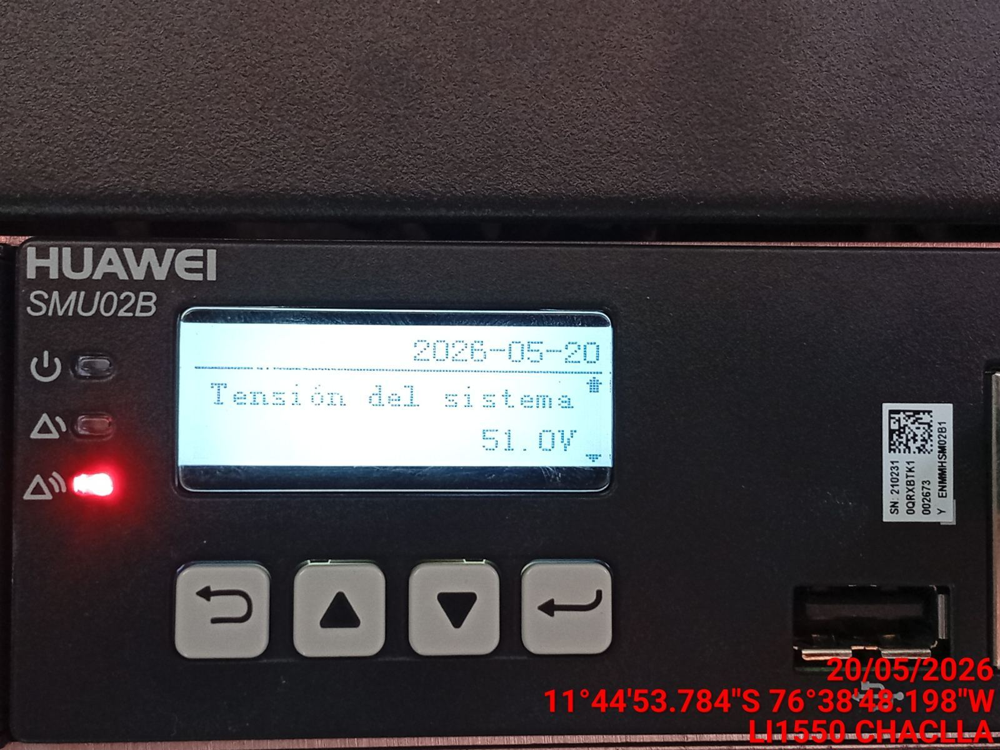 HUAWEI
SMU02B
2026-05-20
Tensión del sistema
51.0V
SN: 210231
0QRXBTK1
002673
Y ENMMHSM02B1
20/05/2026
11°44'53.784"S 76°38'48.198"W
LI1550 CHACLLA